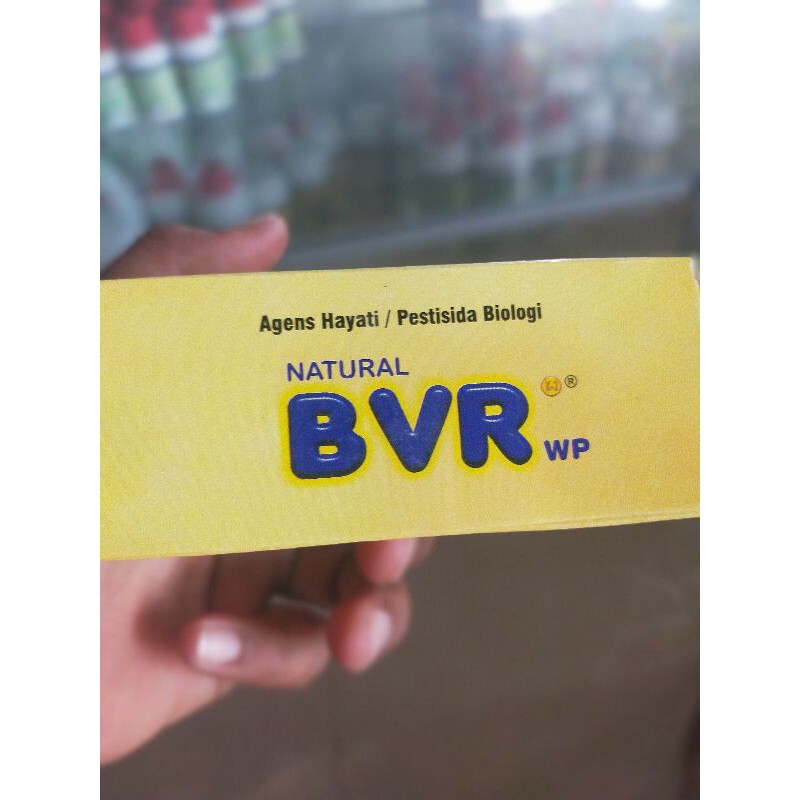 Agens Hayati / Pestisida Biologi
NATURAL
BVR ®
WP